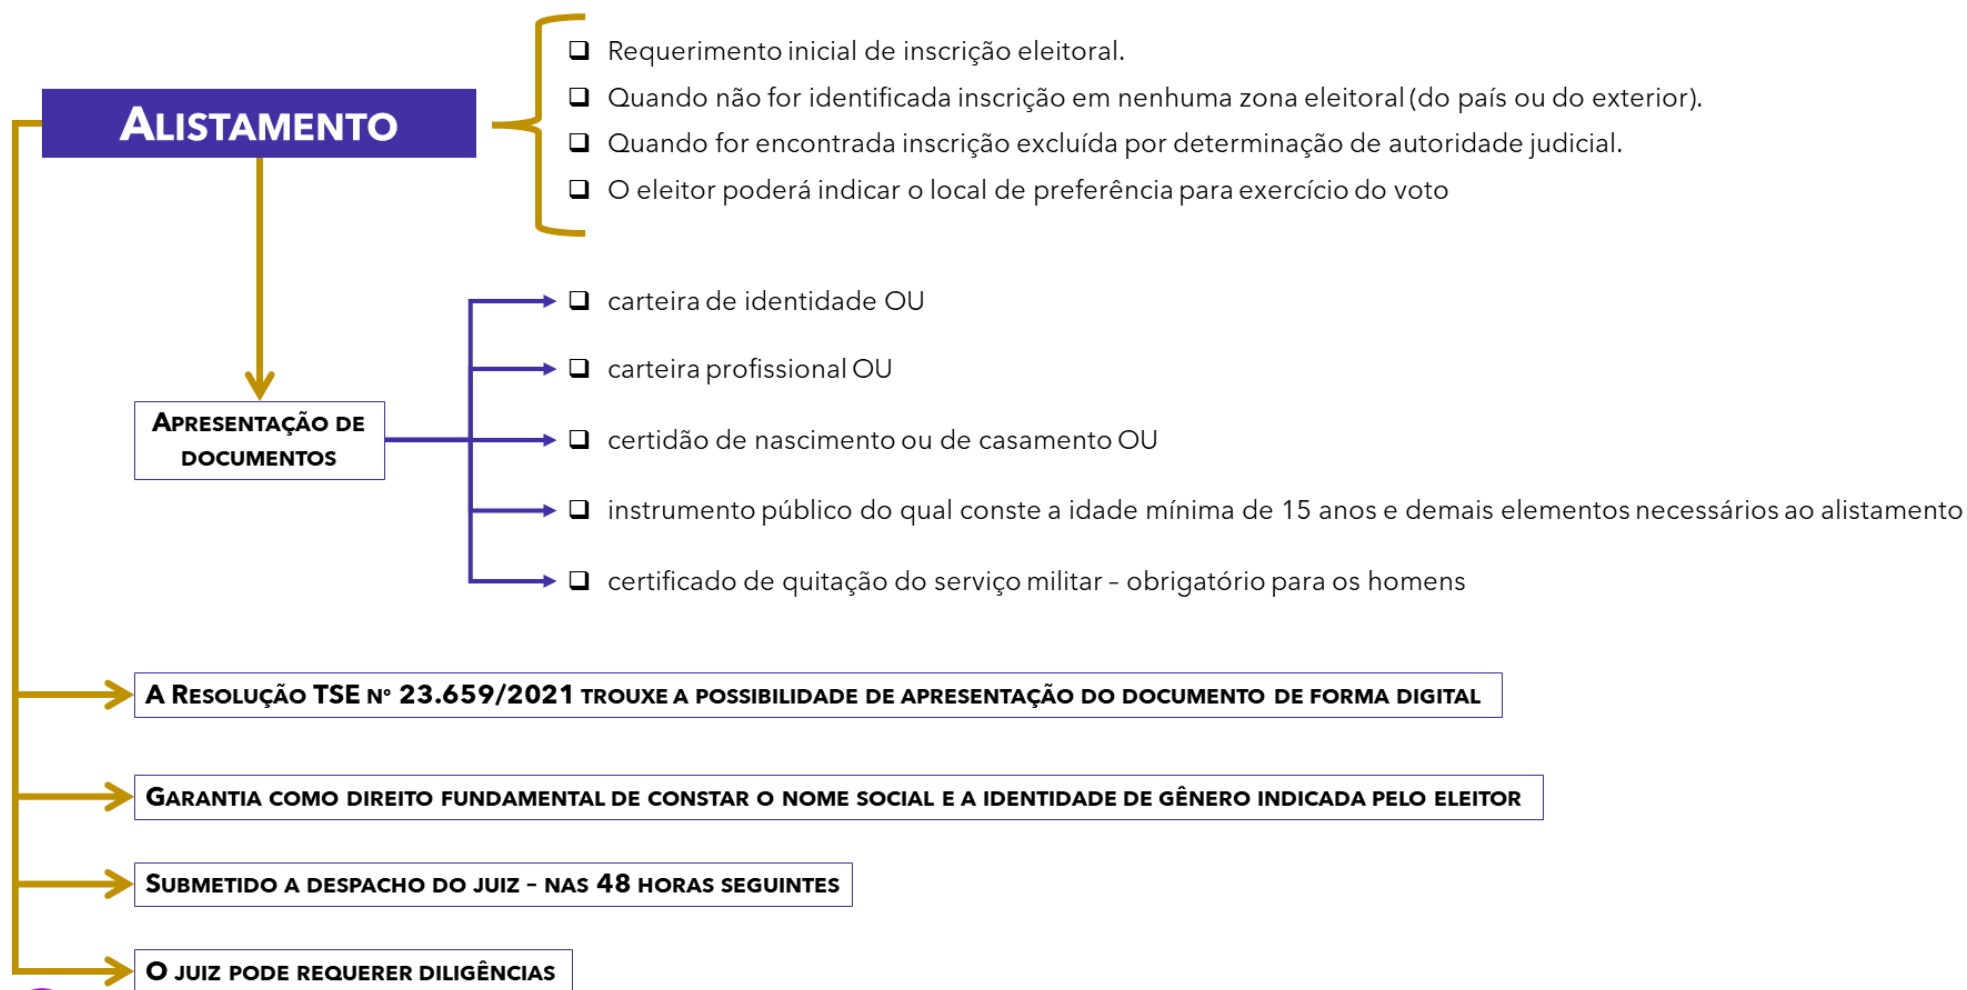 Requerimento inicial de inscrição eleitoral.
Quando não for identificada inscrição em nenhuma zona eleitoral (do país ou do exterior).
ALISTAMENTO
Quando for encontrada inscrição excluída por determinação de autoridade judicial.
O eleitor poderá indicar o local de preferência para exercício do voto
carteira de identidade OU
carteira profissional OU
APRESENTAÇÃO DE
DOCUMENTOS
certidão de nascimento ou de casamento OU
instrumento público do qual conste a idade mínima de 15 anos e demais elementos necessários ao alistamento
certificado de quitação do serviço militar – obrigatório para os homens
A RESOLUÇÃO TSE Nº 23.659/2021 TROUXE A POSSIBILIDADE DE APRESENTAÇÃO DO DOCUMENTO DE FORMA DIGITAL
GARANTIA COMO DIREITO FUNDAMENTAL DE CONSTAR O NOME SOCIAL E A IDENTIDADE DE GÊNERO INDICADA PELO ELEITOR
SUBMETIDO A DESPACHO DO JUIZ – NAS 48 HORAS SEGUINTES
O JUIZ PODE REQUERER DILIGÊNCIAS